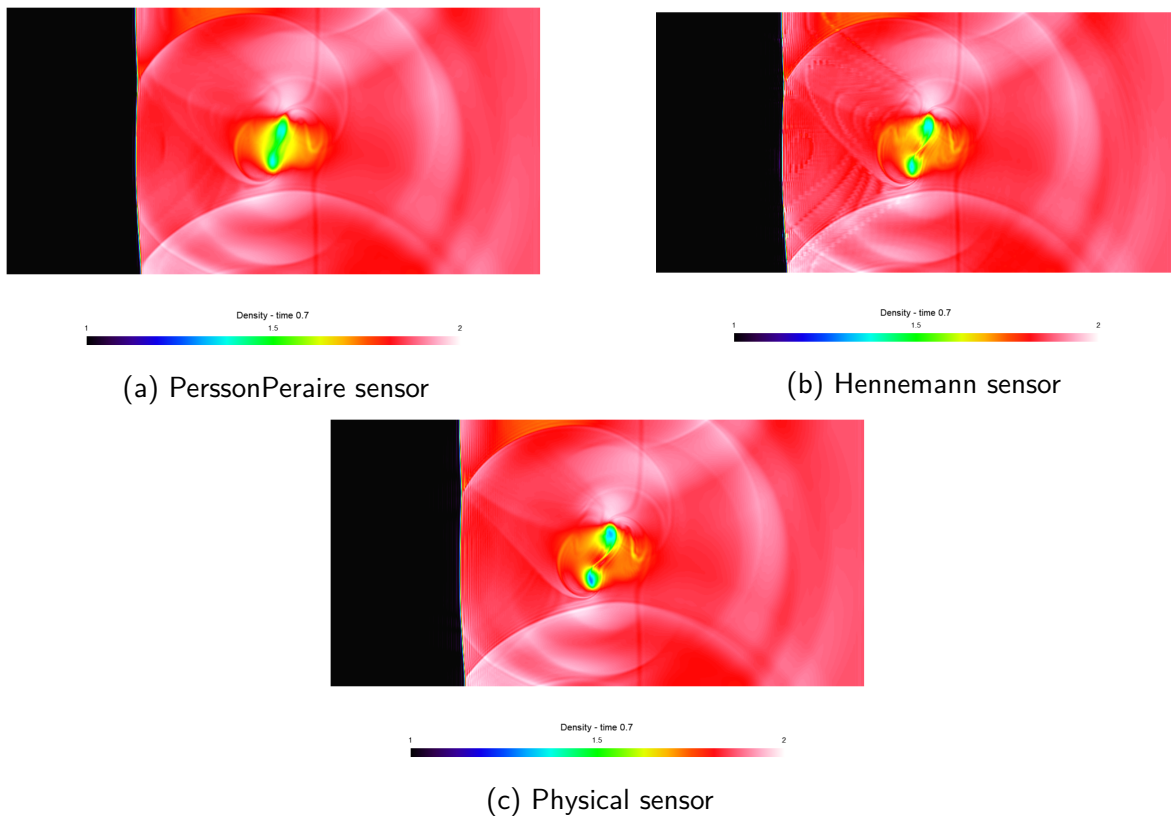 Density - time 0.7
1 1.5 2
(a) PerssonPeraire sensor
Density - time 0.7
1 1.5 2
(b) Hennemann sensor
Density - time 0.7
1 1.5 2
(c) Physical sensor